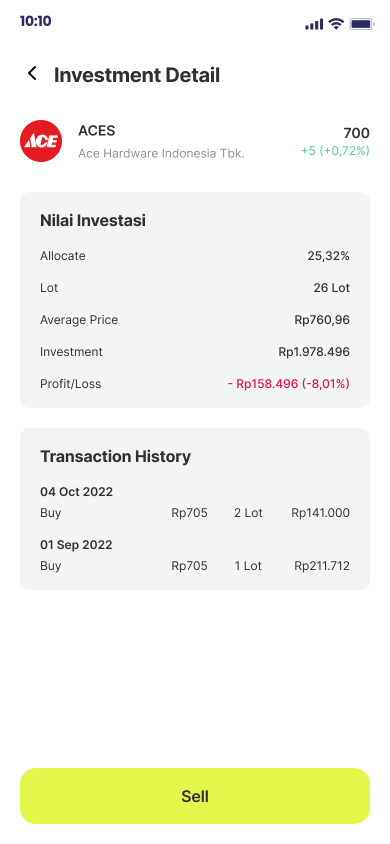 10:10
Investment Detail
ACE
ACES 700
Ace Hardware Indonesia Tbk. +5 (+0,72%)
Nilai Investasi
Allocate 25,32%
Lot 26 Lot
Average Price Rp760,96
Investment Rp1.978.496
Profit/Loss - Rp158.496 (-8,01%)
Transaction History
04 Oct 2022
Buy Rp705 2 Lot Rp141.000
01 Sep 2022
Buy Rp705 1 Lot Rp211.712
Sell